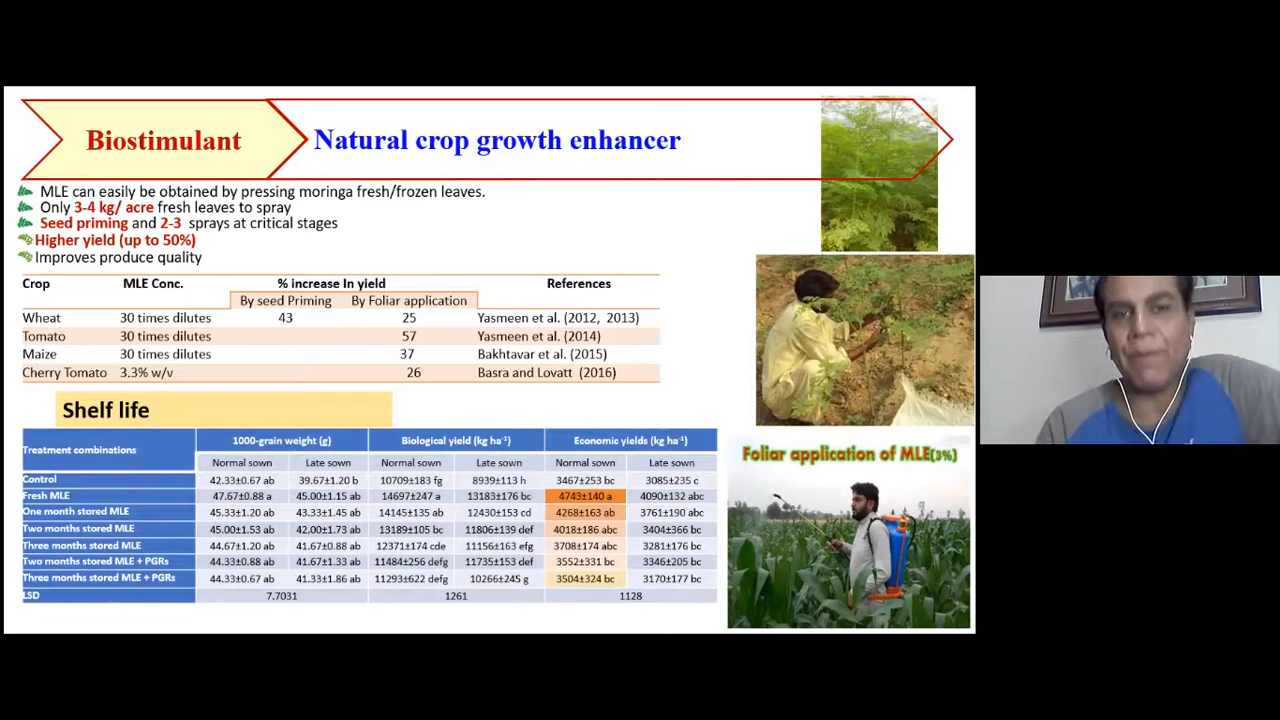 Biostimulant
Natural crop growth enhancer
MLE can easily be obtained by pressing moringa fresh/frozen leaves.
Only 3-4 kg/ acre fresh leaves to spray
Seed priming and 2-3 sprays at critical stages
Higher yield (up to 50%)
Improves produce quality
Crop MLE Conc. % increase In yield References
By seed Priming By Foliar application
Wheat 30 times dilutes 43 25 Yasmeen et al. (2012, 2013)
Tomato 30 times dilutes 57 Yasmeen et al. (2014)
Maize 30 times dilutes 37 Bakhtavar et al. (2015)
Cherry Tomato 3.3% w/v 26 Basra and Lovatt (2016)
Shelf life
Treatment combinations 1000-grain weight (g) Biological yield (kg ha-1) Economic yields (kg ha-1)
Normal sown Late sown Normal sown Late sown Normal sown Late sown
Control 42.33±0.67 ab 39.67±1.20 b 10709±183 fg 8939±113 h 3467±253 bc 3085±235 c
Fresh MLE 47.67±0.88 a 45.00±1.15 ab 14697±247 a 13183±176 bc 4743±140 a 4090±132 abc
One month stored MLE 45.33±1.20 ab 43.33±1.45 ab 14145±135 ab 12430±153 cd 4268±163 ab 3761±190 abc
Two months stored MLE 45.00±1.53 ab 42.00±1.73 ab 13189±105 bc 11806±139 def 4018±186 abc 3404±366 bc
Three months stored MLE 44.67±1.20 ab 41.67±0.88 ab 12371±174 cde 11156±163 efg 3708±174 abc 3281±176 bc
Two months stored MLE + PGRs 44.33±0.88 ab 41.67±1.33 ab 11484±256 defg 11735±153 def 3552±331 bc 3346±205 bc
Three months stored MLE + PGRs 44.33±0.67 ab 41.33±1.86 ab 11293±622 defg 10266±245 g 3504±324 bc 3170±177 bc
LSD 7.7031 1261 1128
Foliar application of MLE(3%)